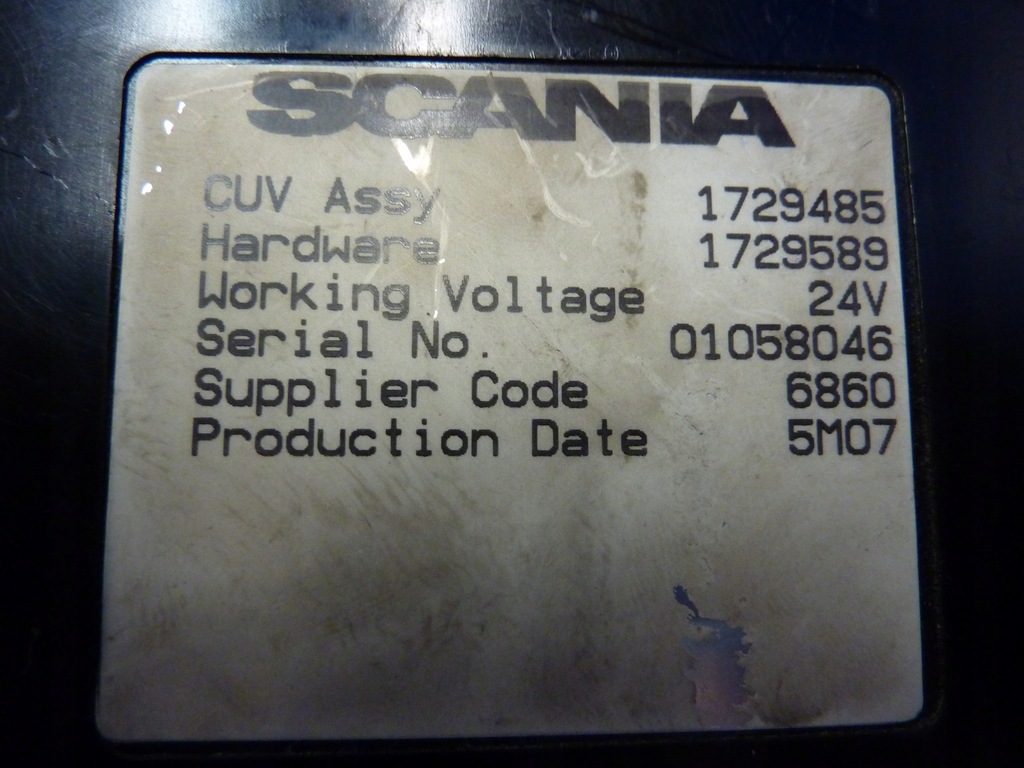 SCANIA
CUV Assy 1729485
Hardware 1729589
Working Voltage 24V
Serial No. 01058046
Supplier Code 6860
Production Date 5M07